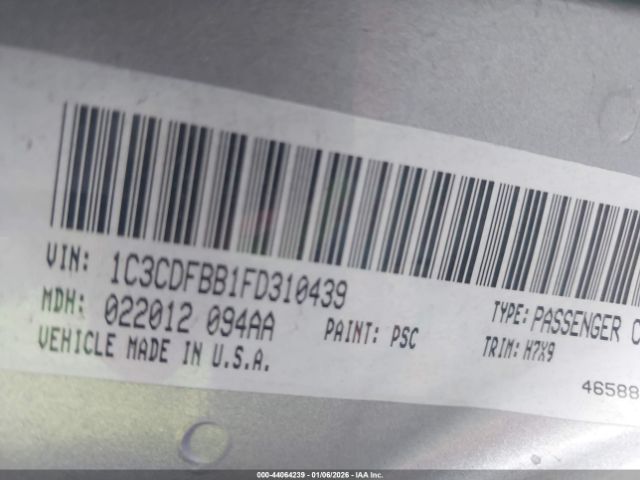 VIN: 1C3CDFBB1FD310439
MDH: 022012 094AA
PAINT: PSC
VEHICLE MADE IN U.S.A.
TYPE: PASSENGER C
TRIM: H7X9
46588
000-44064239 - 01/06/2026 - IAA Inc.